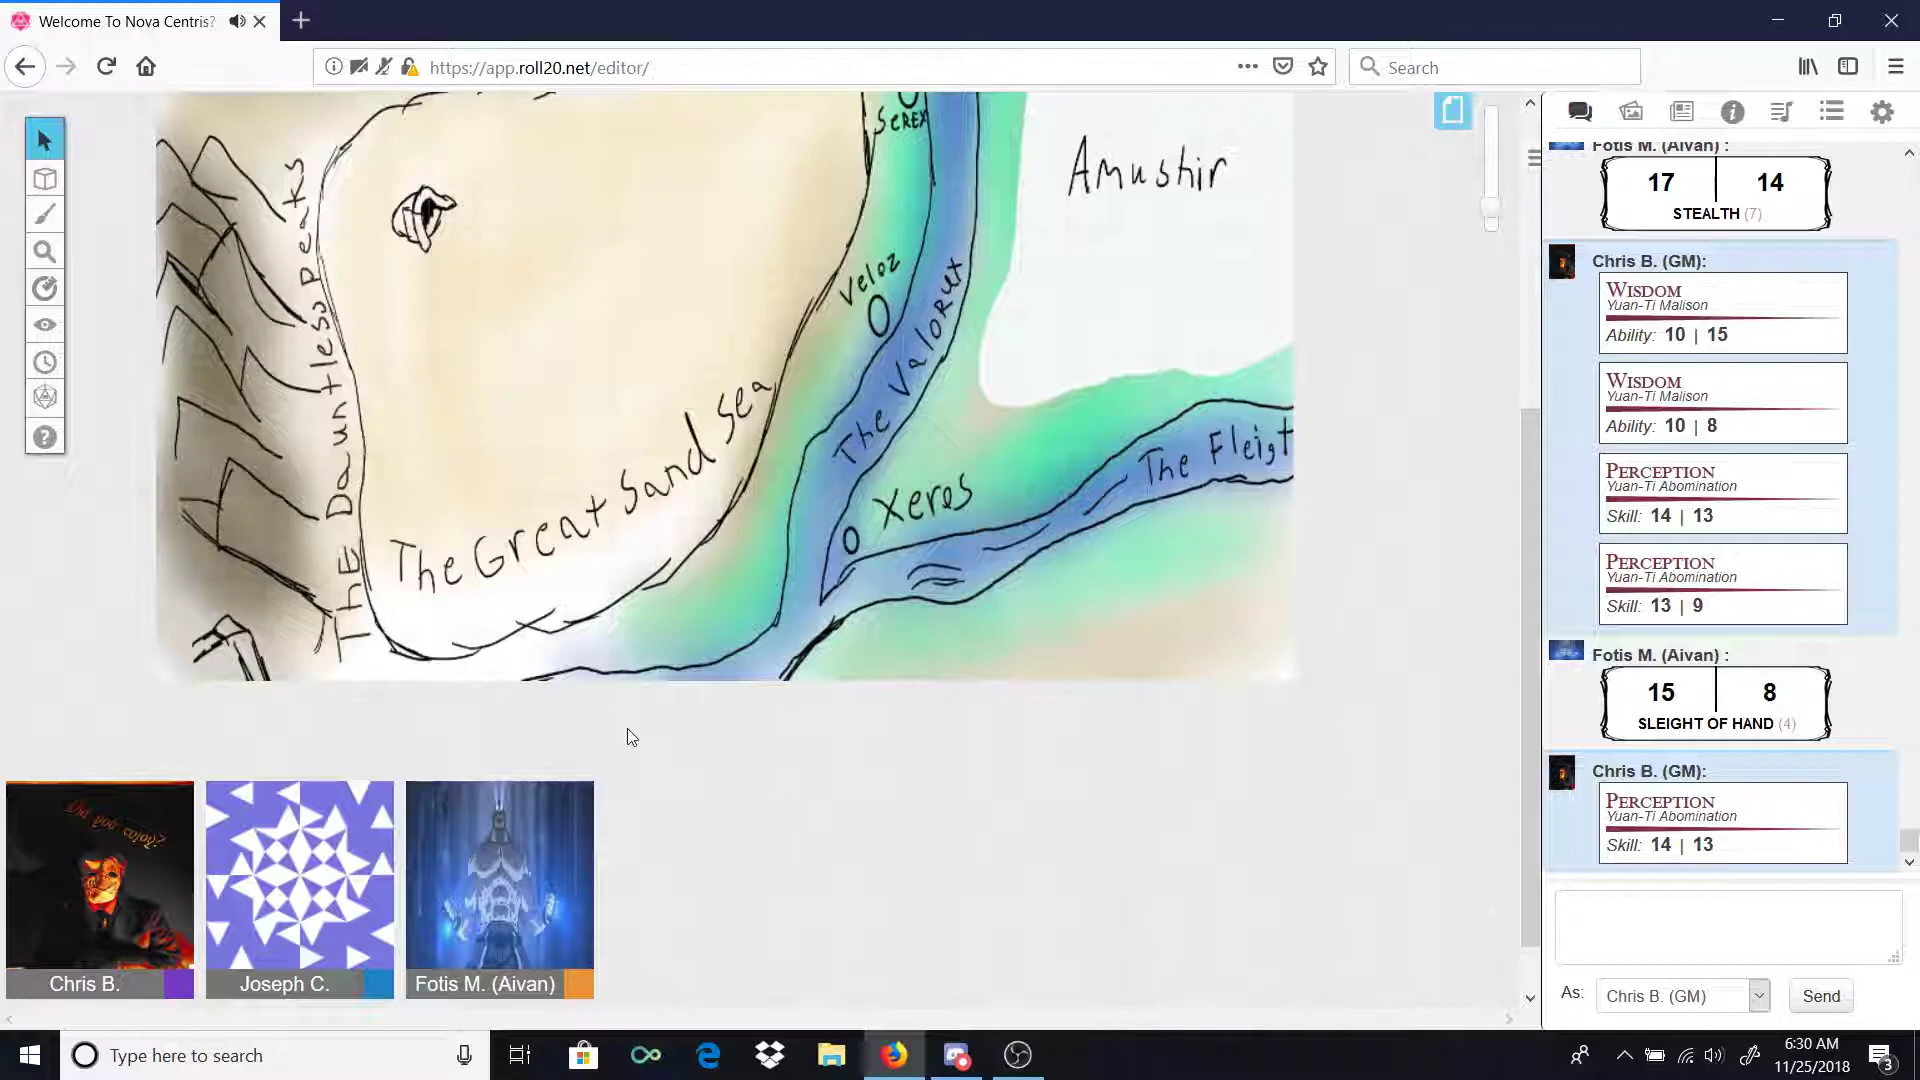 Welcome To Nova Centris?
https://app.roll20.net/editor/
Search
SEREX
Amushir
THE Dauntless peaks
Veloz
The Valorux
The Great Sand Sea
Xeres
The Fleigt
Fotis M. (Aivan) :
17 14
STEALTH (7)
Chris B. (GM):
WISDOM
Yuan-Ti Malison
Ability: 10 | 15
WISDOM
Yuan-Ti Malison
Ability: 10 | 8
PERCEPTION
Yuan-Ti Abomination
Skill: 14 | 13
PERCEPTION
Yuan-Ti Abomination
Skill: 13 | 9
Fotis M. (Aivan) :
15 8
SLEIGHT OF HAND (4)
Chris B. (GM):
PERCEPTION
Yuan-Ti Abomination
Skill: 14 | 13
As: Chris B. (GM) Send
Chris B.
Joseph C.
Fotis M. (Aivan)
Type here to search
6:30 AM
11/25/2018
3